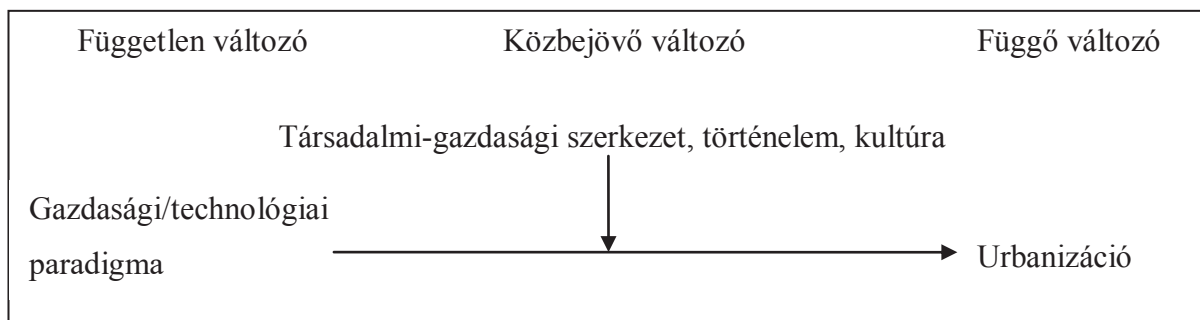 Független változó Közbejövő változó Függő változó
Társadalmi-gazdasági szerkezet, történelem, kultúra
Gazdasági/technológiai
paradigma
Urbanizáció